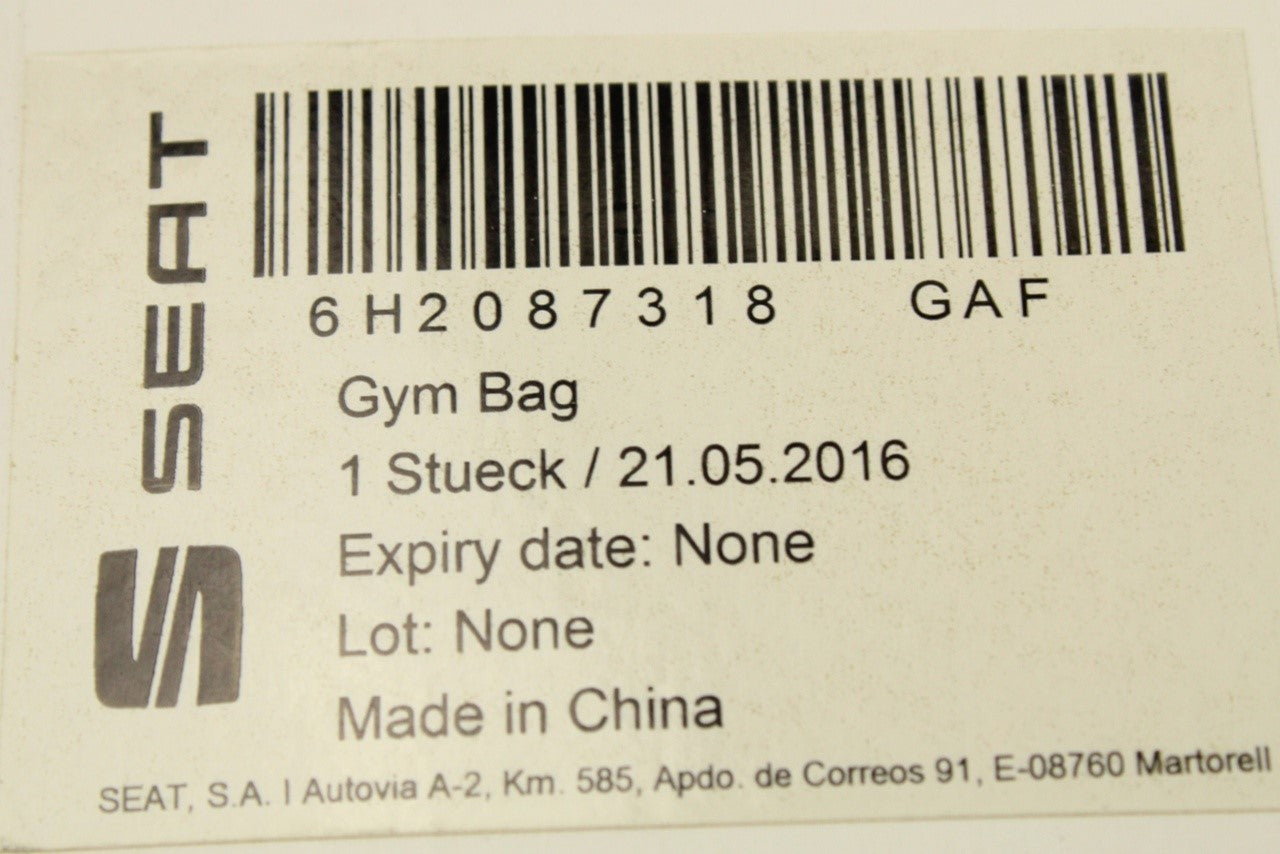 SEAT
6H2087318 GAF
Gym Bag
1 Stueck / 21.05.2016
Expiry date: None
Lot: None
Made in China
SEAT, S.A. I Autovia A-2, Km. 585, Apdo. de Correos 91, E-08760 Martorell